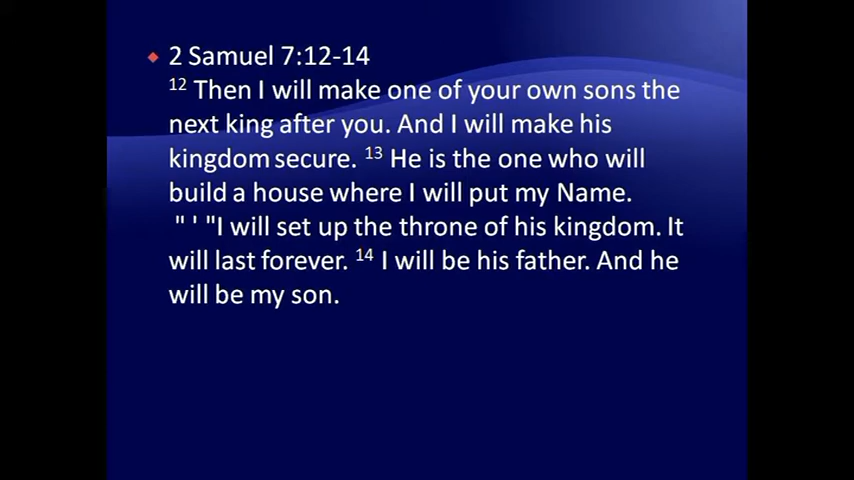 2 Samuel 7:12-14
12 Then I will make one of your own sons the
next king after you. And I will make his
kingdom secure. 13 He is the one who will
build a house where I will put my Name.
" ' "I will set up the throne of his kingdom. It
will last forever. 14 I will be his father. And he
will be my son.